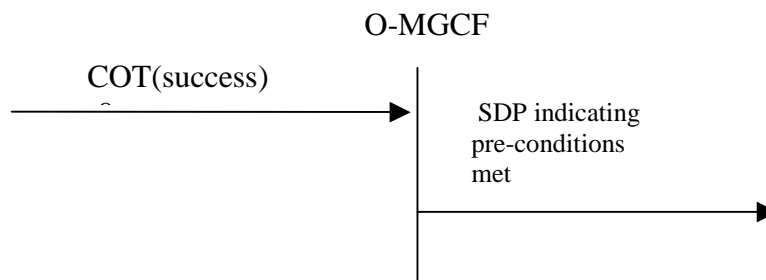 O-MGCF
COT(success)
SDP indicating
pre-conditions
met